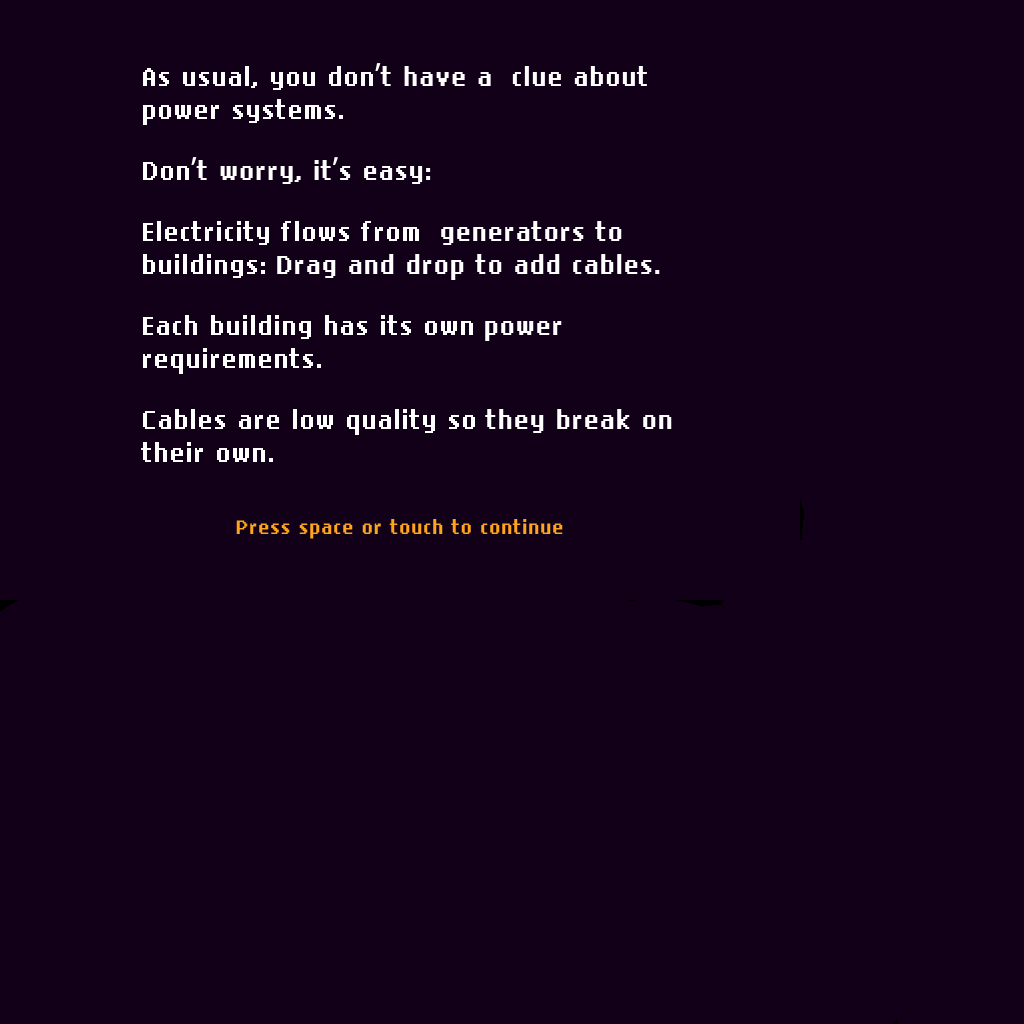 As usual, you don't have a  clue about
power systems.
Don't worry, it's easy:
Electricity flows from  generators to
buildings: Drag and drop to add cables.
Each building has its own power
requirements.
Cables are low quality so they break on
their own.
Press space or touch to continue